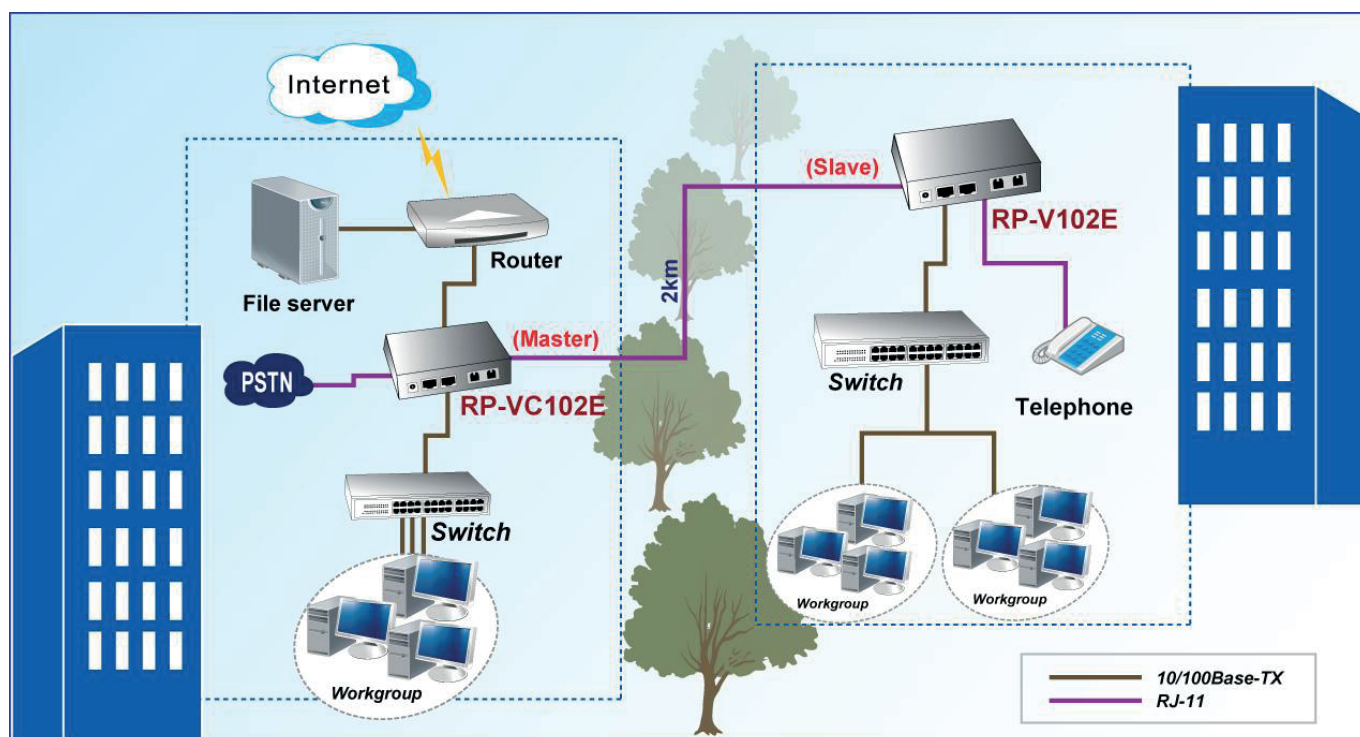 Internet
Router
File server
(Master)
PSTN
RP-VC102E
Switch
Workgroup
2km
(Slave)
RP-V102E
Switch
Telephone
Workgroup
Workgroup
10/100Base-TX
RJ-11